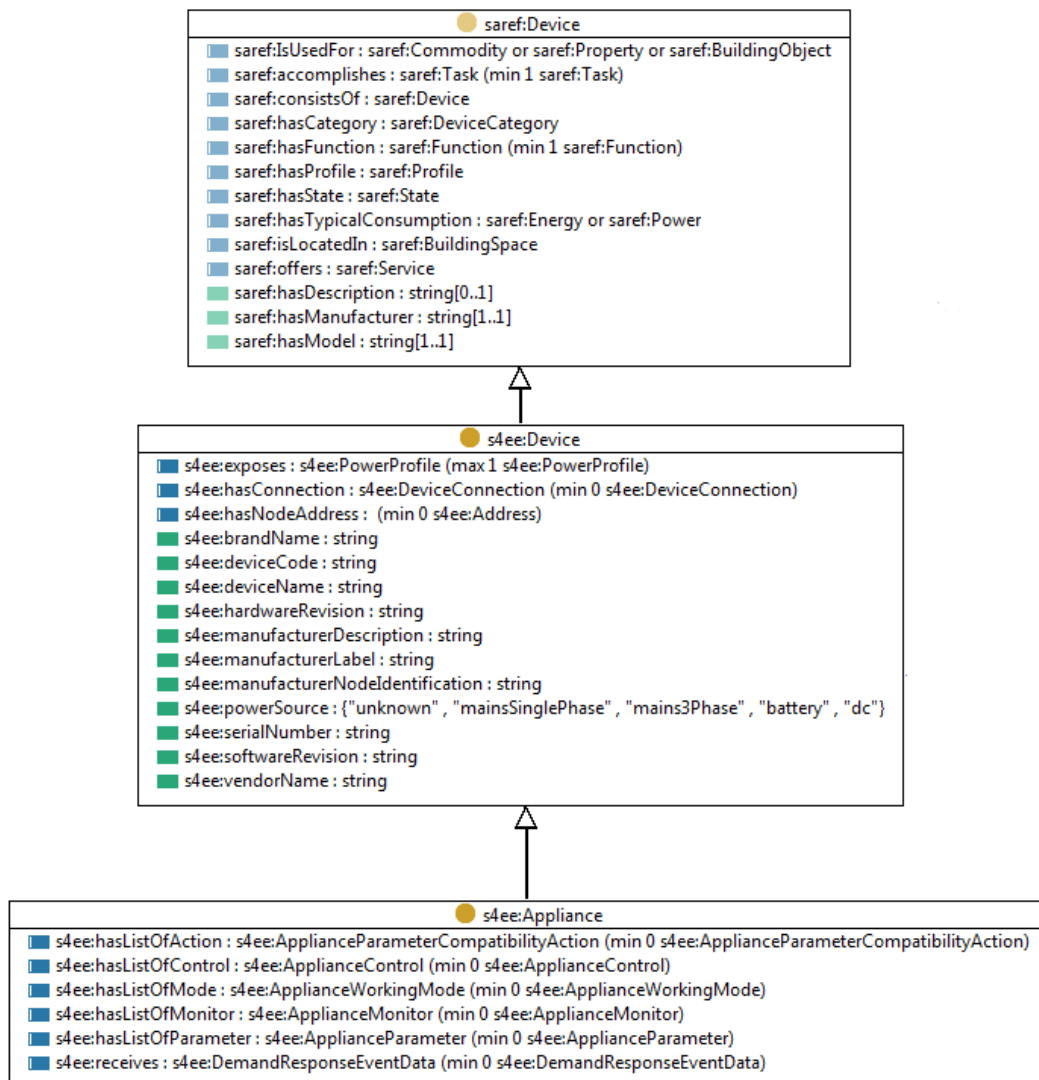 saref:Device
saref:IsUsedFor : saref:Commodity or saref:Property or saref:BuildingObject
saref:accomplishes : saref:Task (min 1 saref:Task)
saref:consistsOf : saref:Device
saref:hasCategory : saref:DeviceCategory
saref:hasFunction : saref:Function (min 1 saref:Function)
saref:hasProfile : saref:Profile
saref:hasState : saref:State
saref:hasTypicalConsumption : saref:Energy or saref:Power
saref:isLocatedIn : saref:BuildingSpace
saref:offers : saref:Service
saref:hasDescription : string[0..1]
saref:hasManufacturer : string[1..1]
saref:hasModel : string[1..1]
s4ee:Device
s4ee:exposes : s4ee:PowerProfile (max 1 s4ee:PowerProfile)
s4ee:hasConnection : s4ee:DeviceConnection (min 0 s4ee:DeviceConnection)
s4ee:hasNodeAddress :  (min 0 s4ee:Address)
s4ee:brandName : string
s4ee:deviceCode : string
s4ee:deviceName : string
s4ee:hardwareRevision : string
s4ee:manufacturerDescription : string
s4ee:manufacturerLabel : string
s4ee:manufacturerNodeIdentification : string
s4ee:powerSource : {"unknown" , "mainsSinglePhase" , "mains3Phase" , "battery" , "dc"}
s4ee:serialNumber : string
s4ee:softwareRevision : string
s4ee:vendorName : string
s4ee:Appliance
s4ee:hasListOfAction : s4ee:ApplianceParameterCompatibilityAction (min 0 s4ee:ApplianceParameterCompatibilityAction)
s4ee:hasListOfControl : s4ee:ApplianceControl (min 0 s4ee:ApplianceControl)
s4ee:hasListOfMode : s4ee:ApplianceWorkingMode (min 0 s4ee:ApplianceWorkingMode)
s4ee:hasListOfMonitor : s4ee:ApplianceMonitor (min 0 s4ee:ApplianceMonitor)
s4ee:hasListOfParameter : s4ee:ApplianceParameter (min 0 s4ee:ApplianceParameter)
s4ee:receives : s4ee:DemandResponseEventData (min 0 s4ee:DemandResponseEventData)